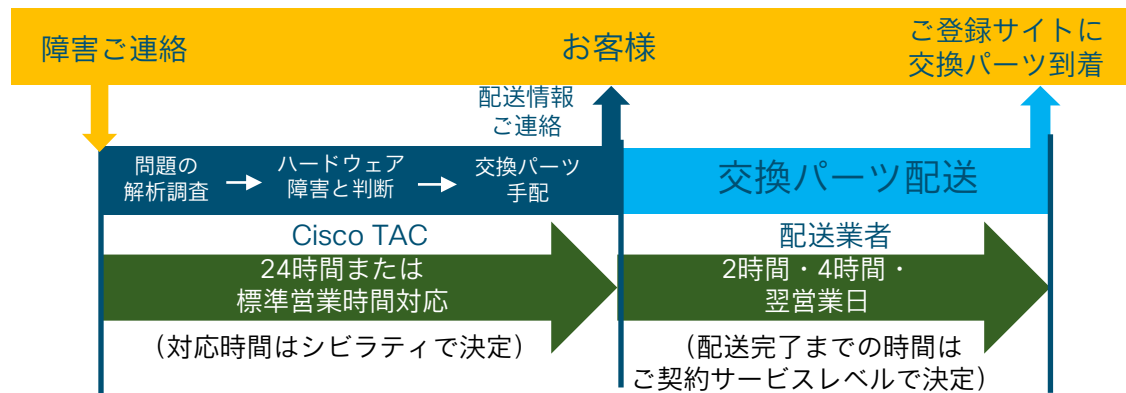 障害ご連絡
お客様
ご登録サイトに
交換パーツ到着
配送情報
ご連絡
問題の
解析調査
ハードウェア
障害と判断
交換パーツ
手配
交換パーツ配送
Cisco TAC
24時間または
標準営業時間対応
(対応時間はシビラティで決定)
配送業者
2時間・4時間・
翌営業日
(配送完了までの時間は
ご契約サービスレベルで決定)